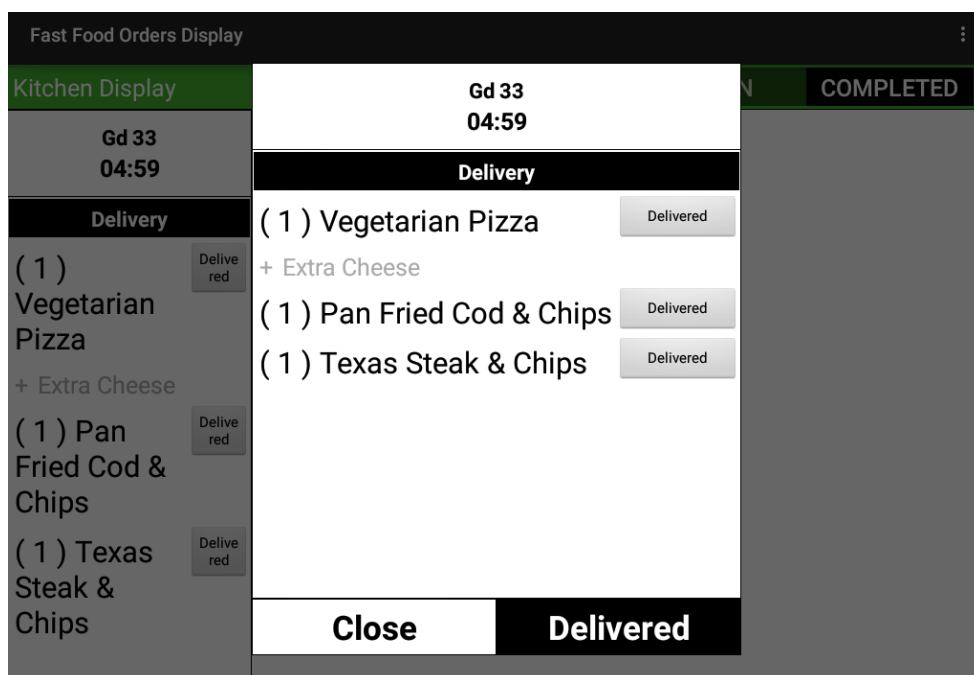 Fast Food Orders Display
Kitchen Display
COMPLETED
Gd 33
04:59
Delivery
( 1 )
Vegetarian
Pizza
Delive
red
+ Extra Cheese
( 1 ) Pan
Fried Cod &
Chips
Delive
red
( 1 ) Texas
Steak &
Chips
Delive
red
Gd 33
04:59
Delivery
( 1 ) Vegetarian Pizza
Delivered
+ Extra Cheese
( 1 ) Pan Fried Cod & Chips
Delivered
( 1 ) Texas Steak & Chips
Delivered
Close
Delivered